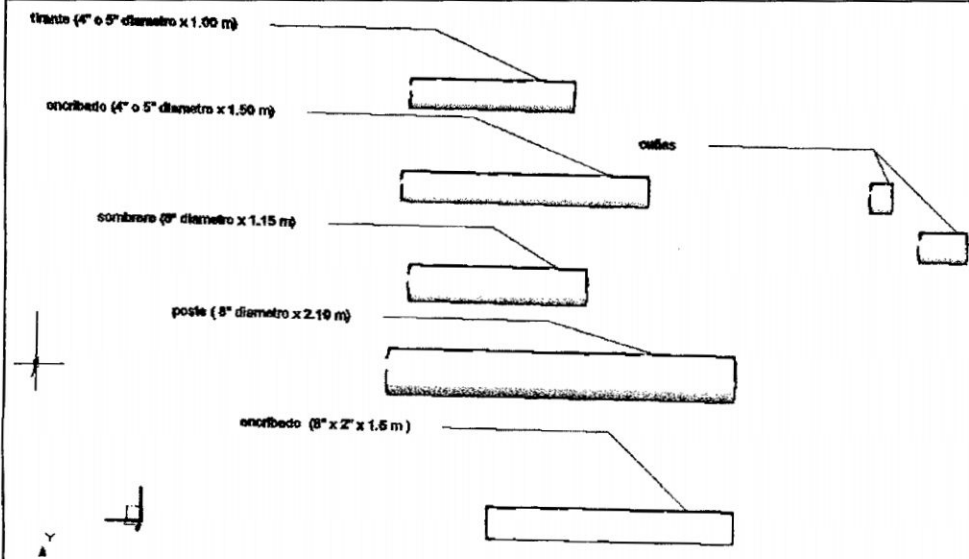 tirante (4" o 5" diametro x 1.00 m)
encribado (4" o 5" diametro x 1.50 m)
cuñas
sombrero (8" diametro x 1.15 m)
poste ( 8" diametro x 2.10 m)
encribado (8" x 2" x 1.5 m )
Y